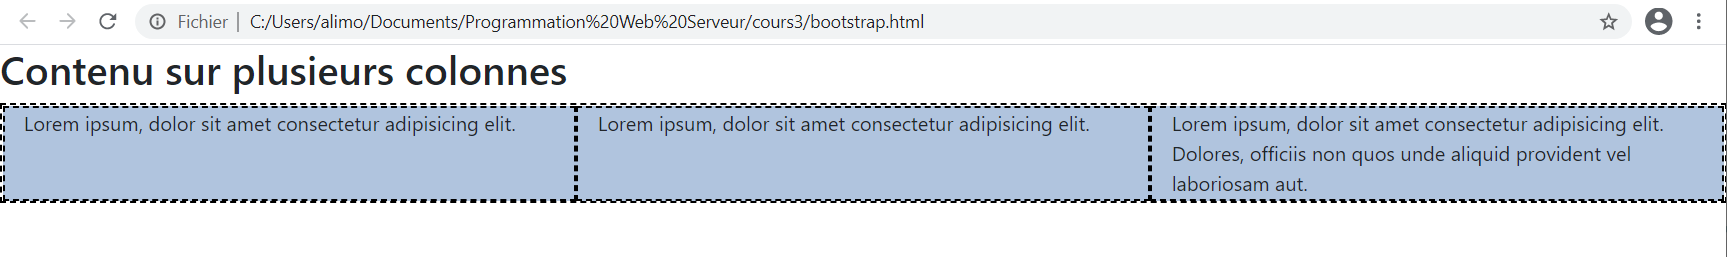 Fichier | C:/Users/alimo/Documents/Programmation%20Web%20Serveur/cours3/bootstrap.html
Contenu sur plusieurs colonnes
Lorem ipsum, dolor sit amet consectetur adipisicing elit.
Lorem ipsum, dolor sit amet consectetur adipisicing elit.
Lorem ipsum, dolor sit amet consectetur adipisicing elit.
Dolores, officiis non quos unde aliquid provident vel
laboriosam aut.